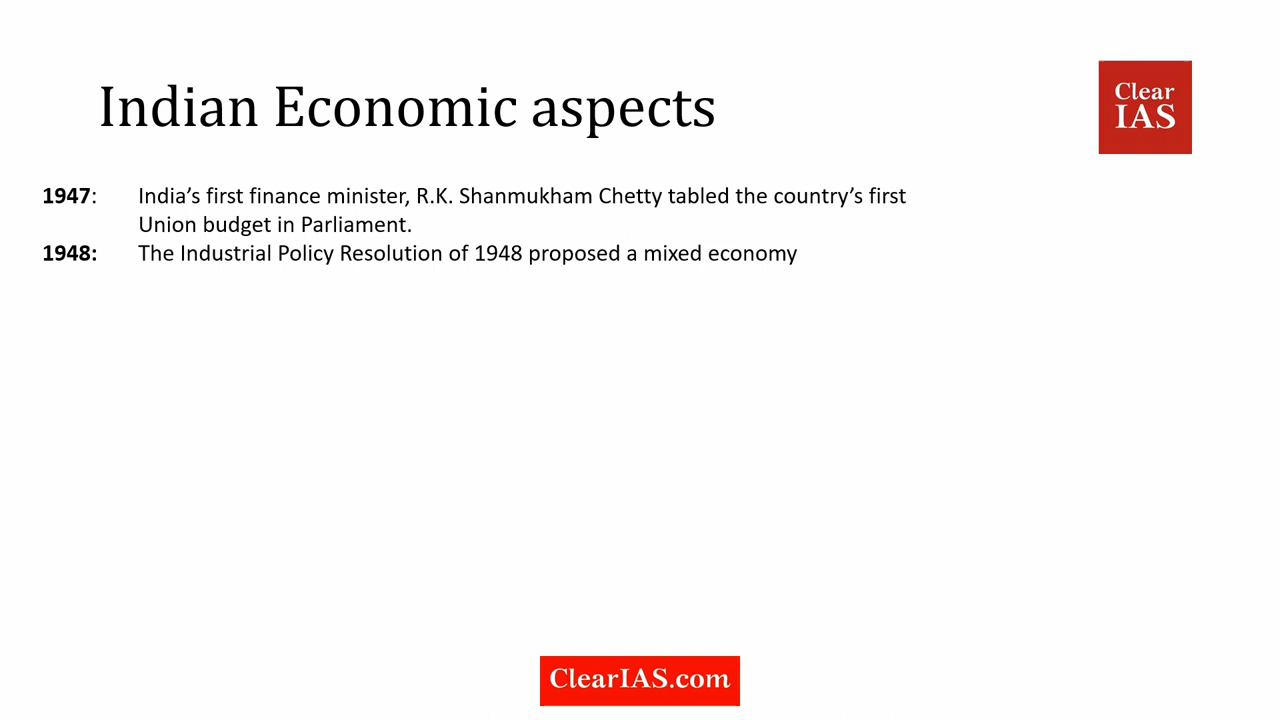 Indian Economic aspects
Clear
IAS
1947: India’s first finance minister, R.K. Shanmukham Chetty tabled the country’s first
Union budget in Parliament.
1948: The Industrial Policy Resolution of 1948 proposed a mixed economy
ClearIAS.com